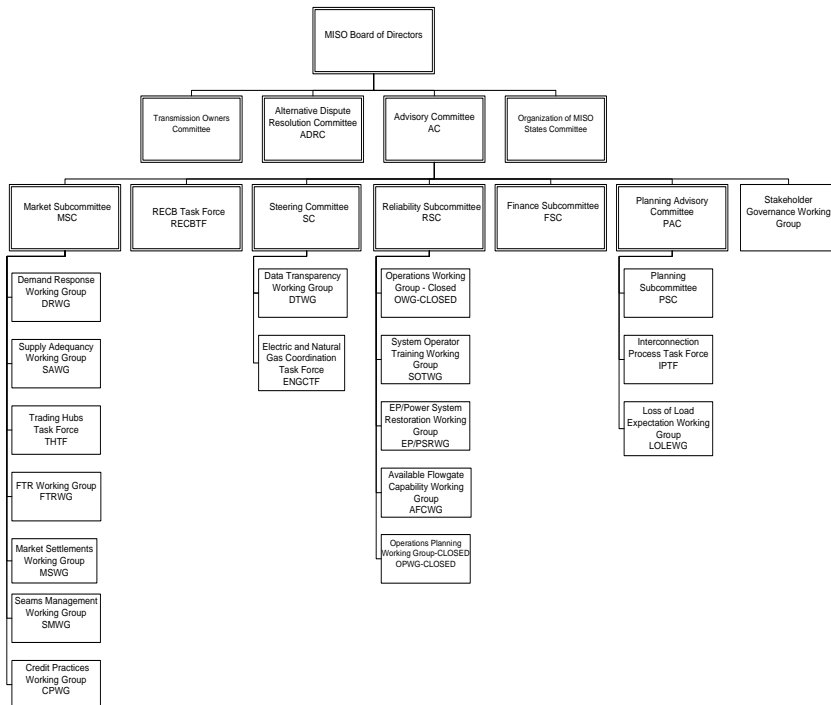 MISO Board of Directors
Transmission Owners
Committee
Alternative Dispute
Resolution Committee
ADRC
Advisory Committee
AC
Organization of MISO
States Committee
Market Subcommittee
MSC
RECB Task Force
RECBTF
Steering Committee
SC
Reliability Subcommittee
RSC
Finance Subcommittee
FSC
Planning Advisory
Committee
PAC
Stakeholder
Governance Working
Group
Demand Response
Working Group
DRWG
Supply Adequancy
Working Group
SAWG
Trading Hubs
Task Force
THTF
FTR Working Group
FTRWG
Market Settlements
Working Group
MSWG
Seams Management
Working Group
SMWG
Credit Practices
Working Group
CPWG
Data Transparency
Working Group
DTWG
Electric and Natural
Gas Coordination
Task Force
ENGCTF
Operations Working
Group - Closed
OWG-CLOSED
System Operator
Training Working
Group
SOTWG
EP/Power System
Restoration Working
Group
EP/PSRWG
Available Flowgate
Capability Working
Group
AFCWG
Operations Planning
Working Group-CLOSED
OPWG-CLOSED
Planning
Subcommittee
PSC
Interconnection
Process Task Force
IPTF
Loss of Load
Expectation Working
Group
LOLEWG